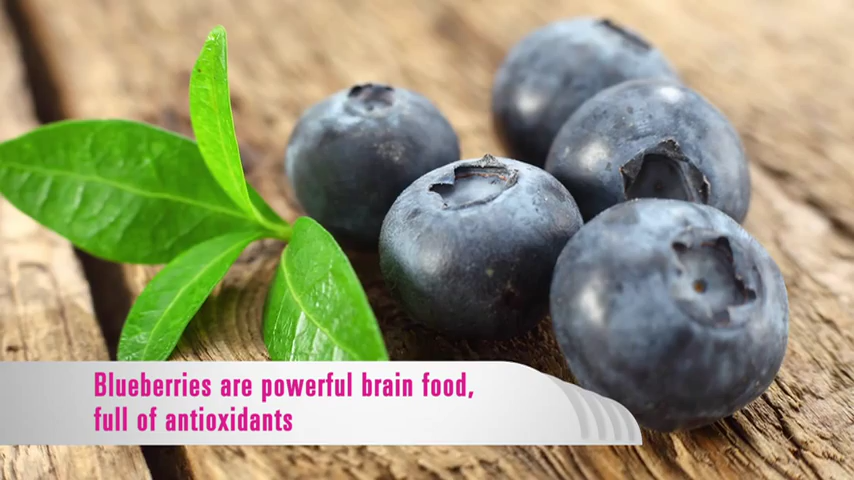 Blueberries are powerful brain food,
full of antioxidants